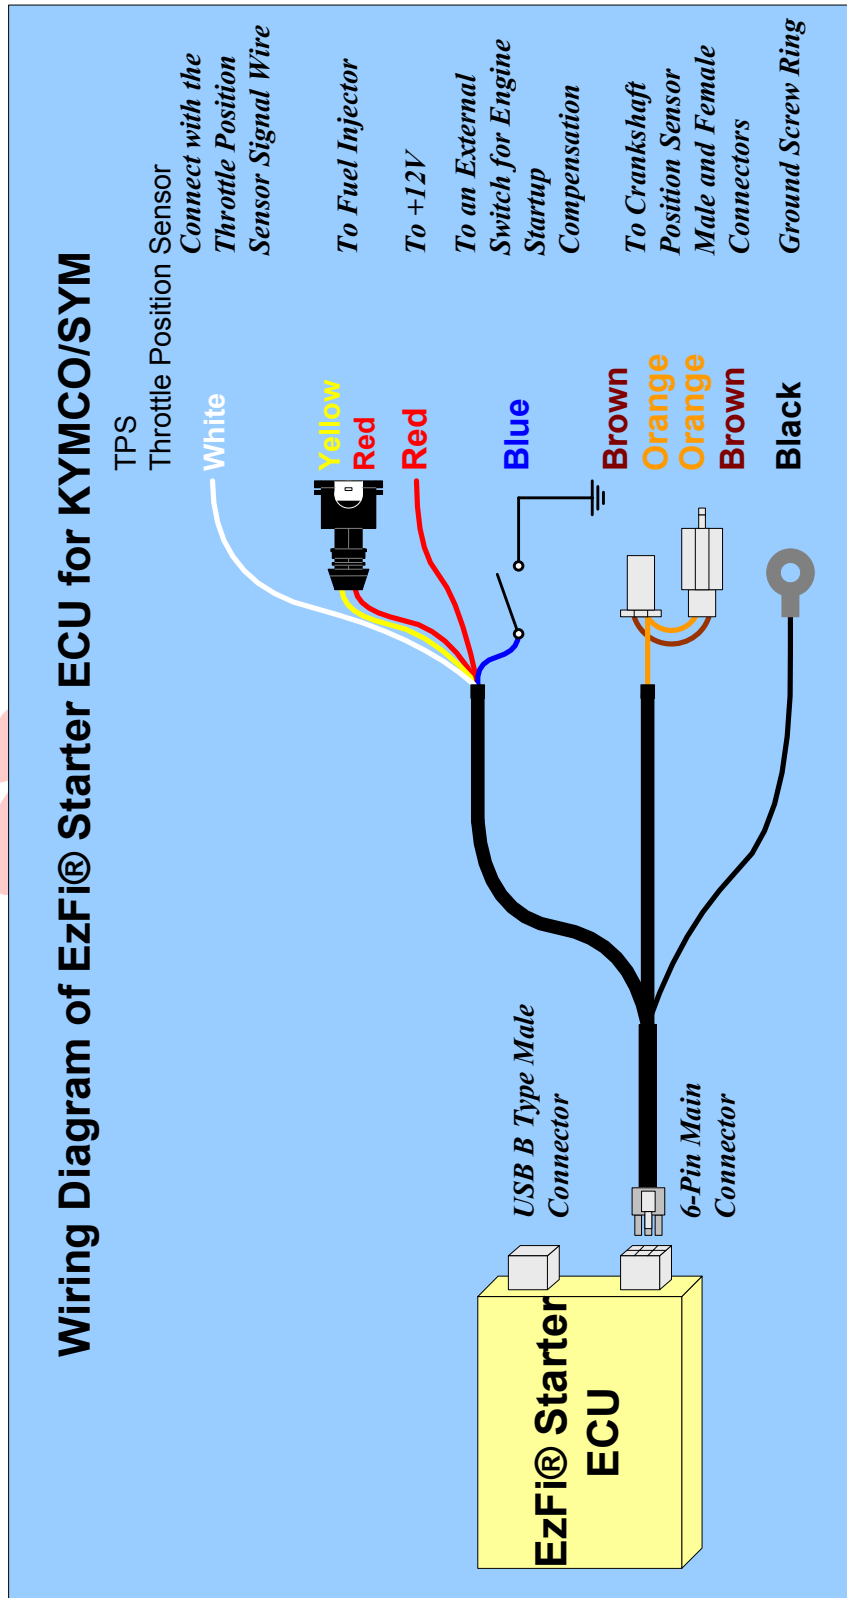 Wiring Diagram of EzFi® Starter ECU for KYMCO/SYM
TPS
Throttle Position Sensor
White
Connect with the
Throttle Position
Sensor Signal Wire
Yellow
Red
To Fuel Injector
Red
To +12V
Blue
To an External
Switch for Engine
Startup
Compensation
Brown
Orange
Orange
Brown
To Crankshaft
Position Sensor
Male and Female
Connectors
Black
Ground Screw Ring
USB B Type Male
Connector
6-Pin Main
Connector
EzFi® Starter
ECU